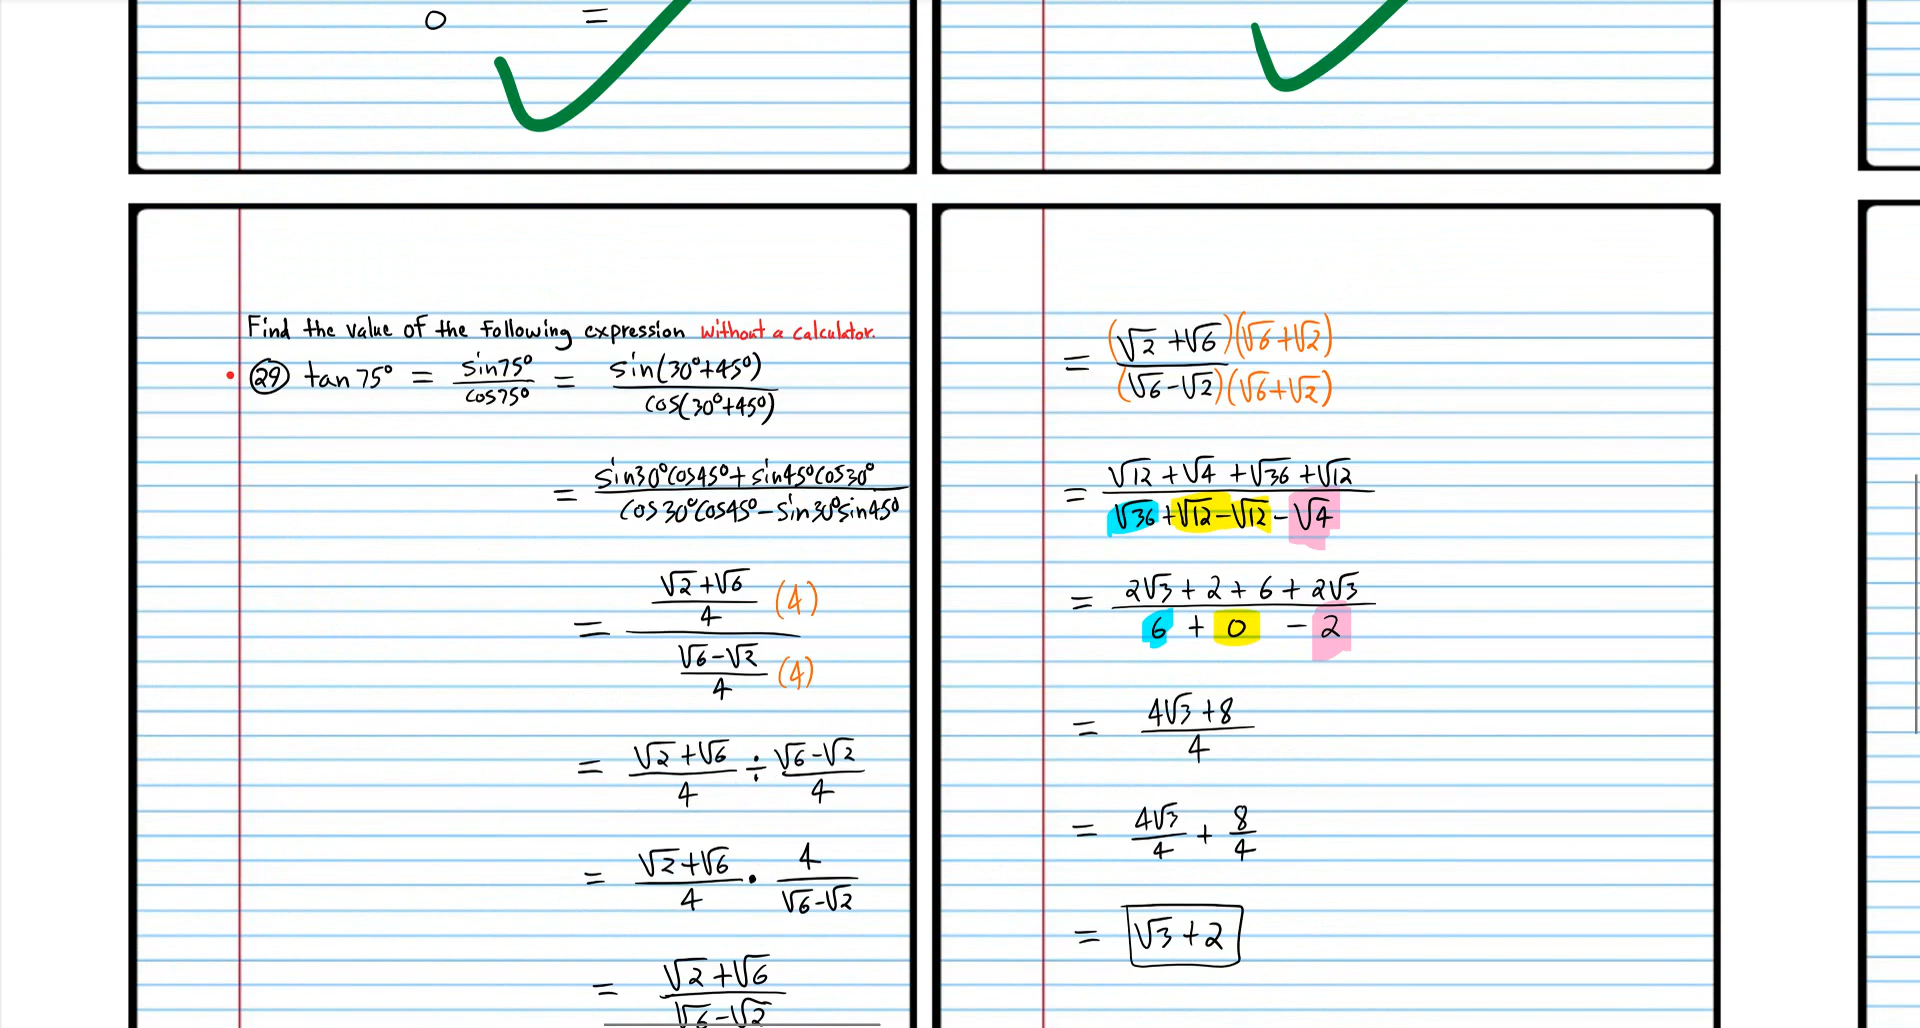 0 =
Find the value of the following expression without a calculator.
• 29 tan 75° = sin75°/cos75° = sin(30°+45°)/cos(30°+45°)
= (sin30°cos45°+sin45°cos30°)/(cos30°cos45°−sin30°sin45°)
= ((√2+√6)/4 (4))/((√6−√2)/4 (4))
= (√2+√6)/4 ÷ (√6−√2)/4
= (√2+√6)/4 • 4/(√6−√2)
= (√2+√6)/(√6−√2)
= (√2+√6)(√6+√2)/(√6−√2)(√6+√2)
= (√12+√4+√36+√12)/(√36+√12−√12−√4)
= (2√3+2+6+2√3)/(6+0−2)
= (4√3+8)/4
= 4√3/4 + 8/4
= √3+2